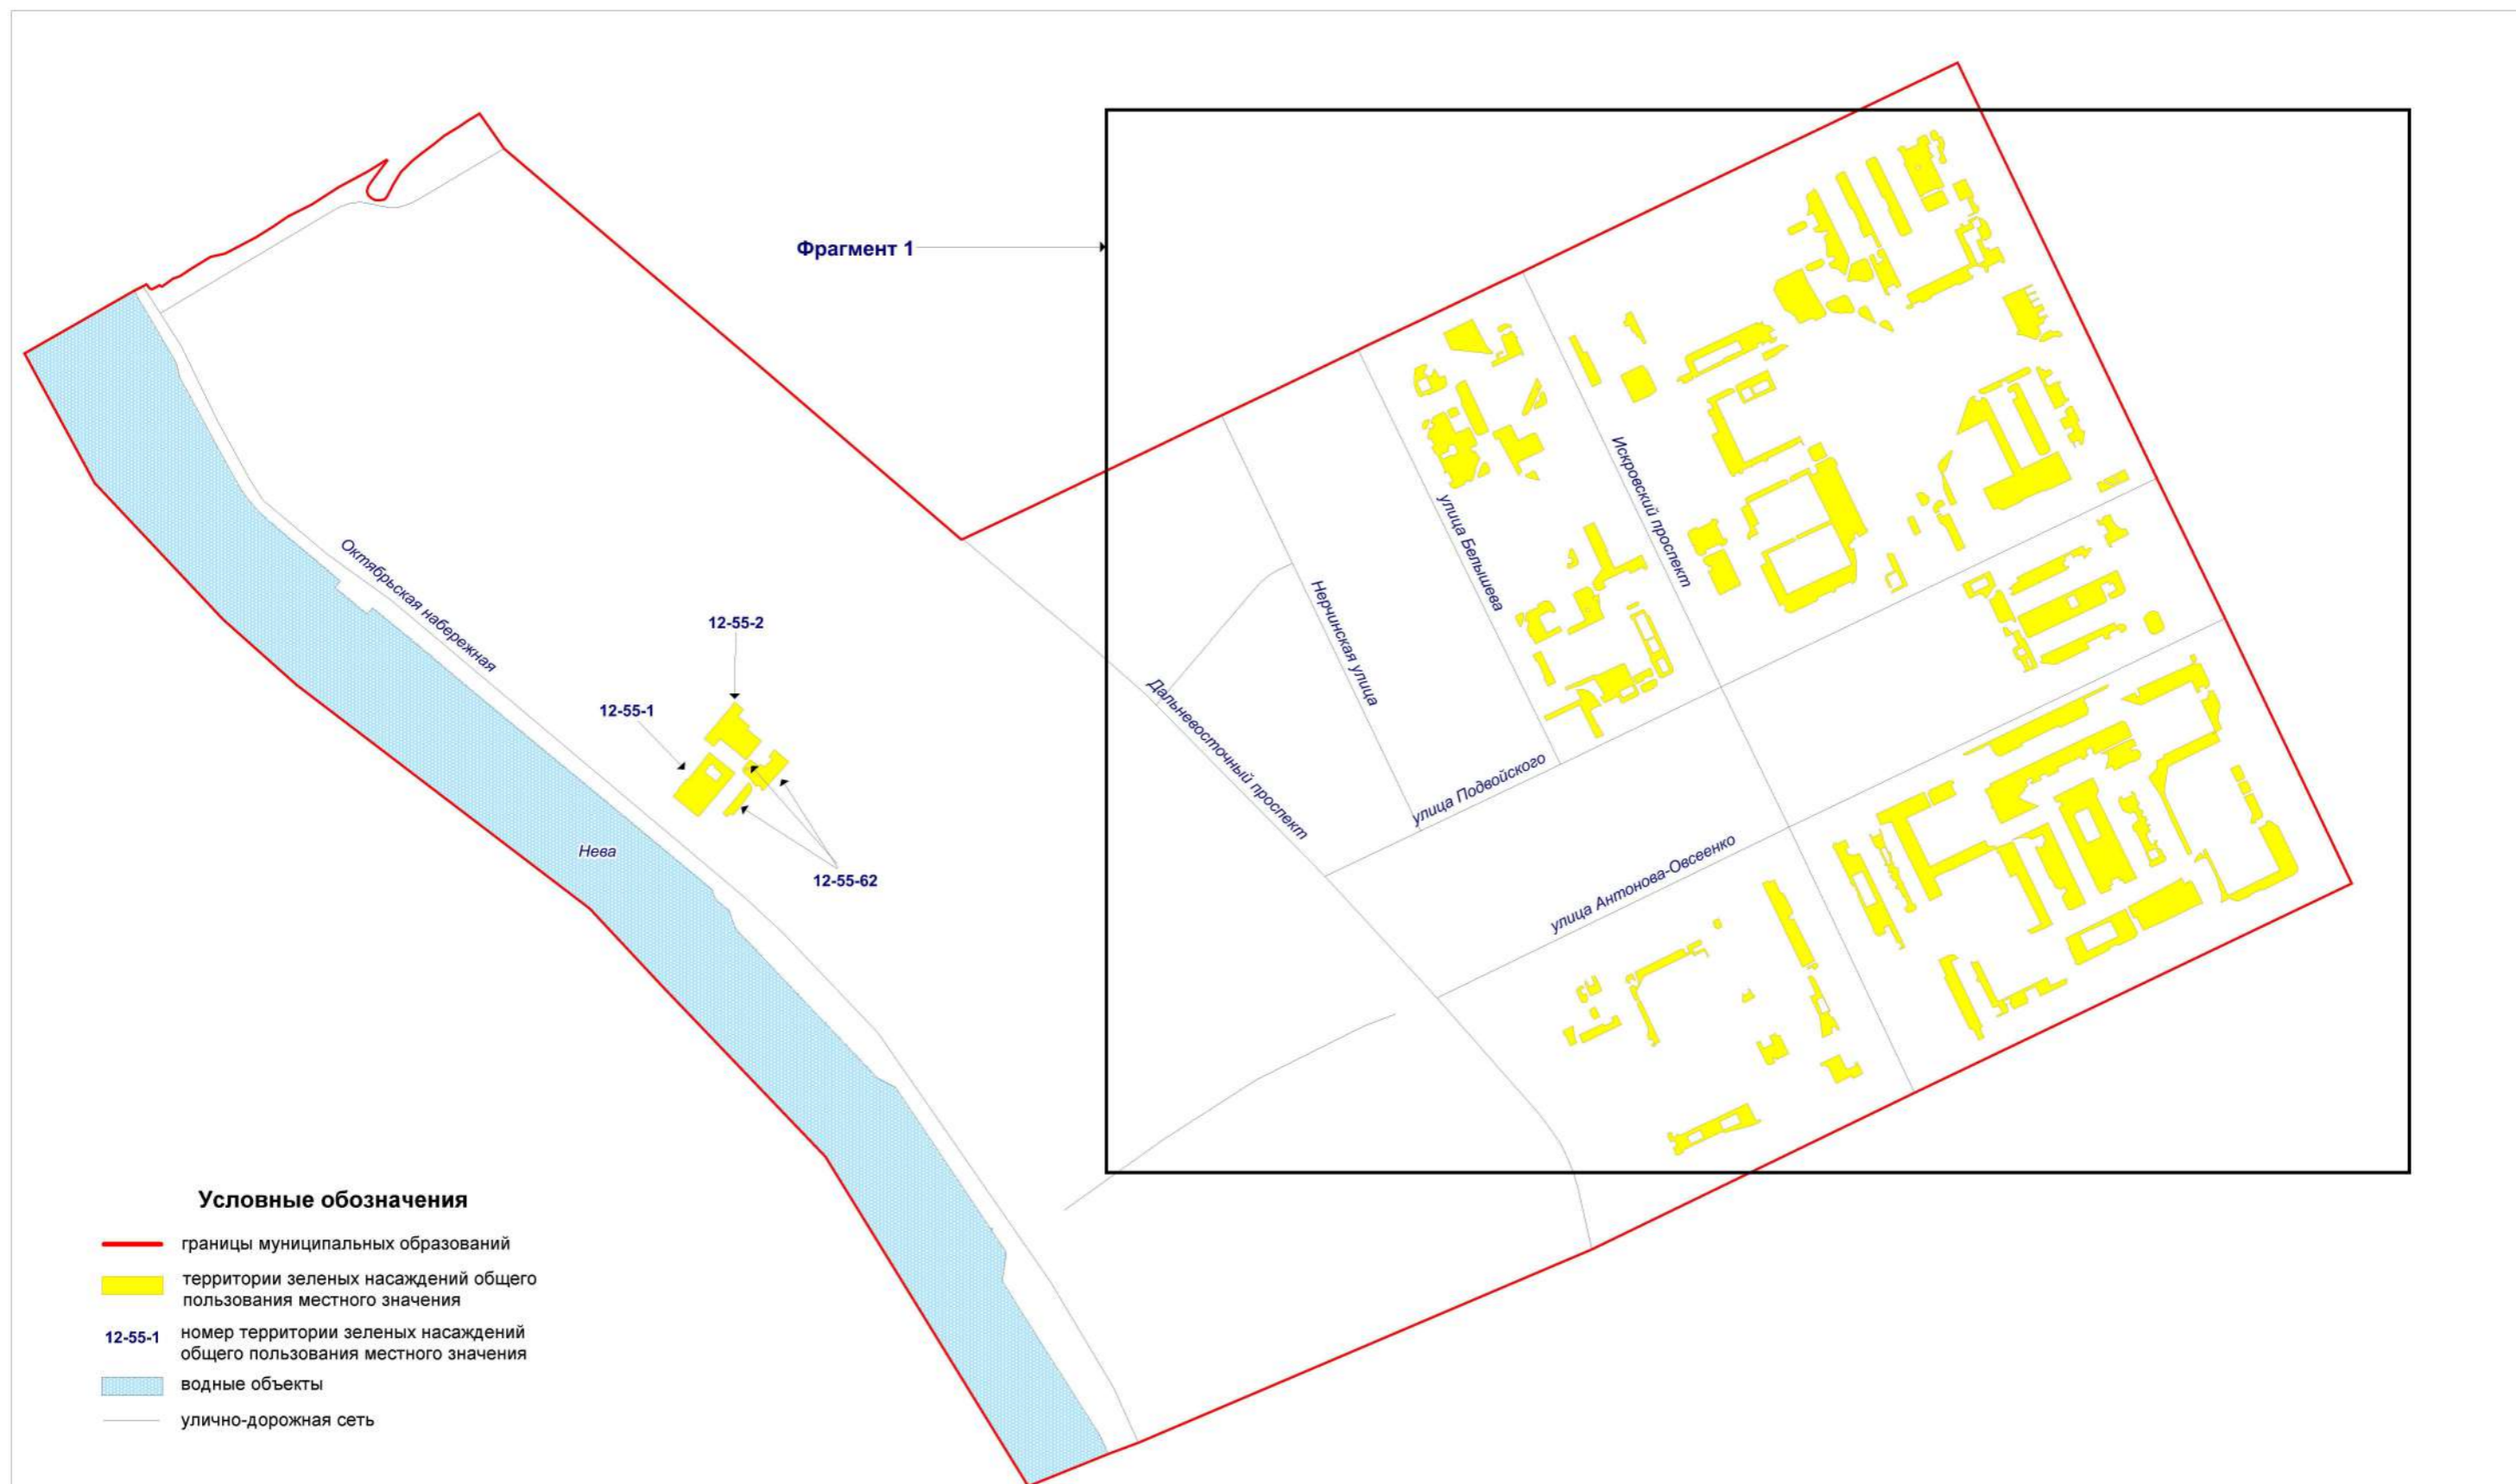 Фрагмент 1
Искровский проспект
улица Белышева
Октябрьская набережная
Нерчинская улица
12-55-2
12-55-1
Дальневосточный проспект
улица Подвойского
Нева
улица Антонова-Овсеенко
12-55-62
Условные обозначения
границы муниципальных образований
территории зеленых насаждений общего
пользования местного значения
12-55-1 номер территории зеленых насаждений
общего пользования местного значения
водные объекты
улично-дорожная сеть